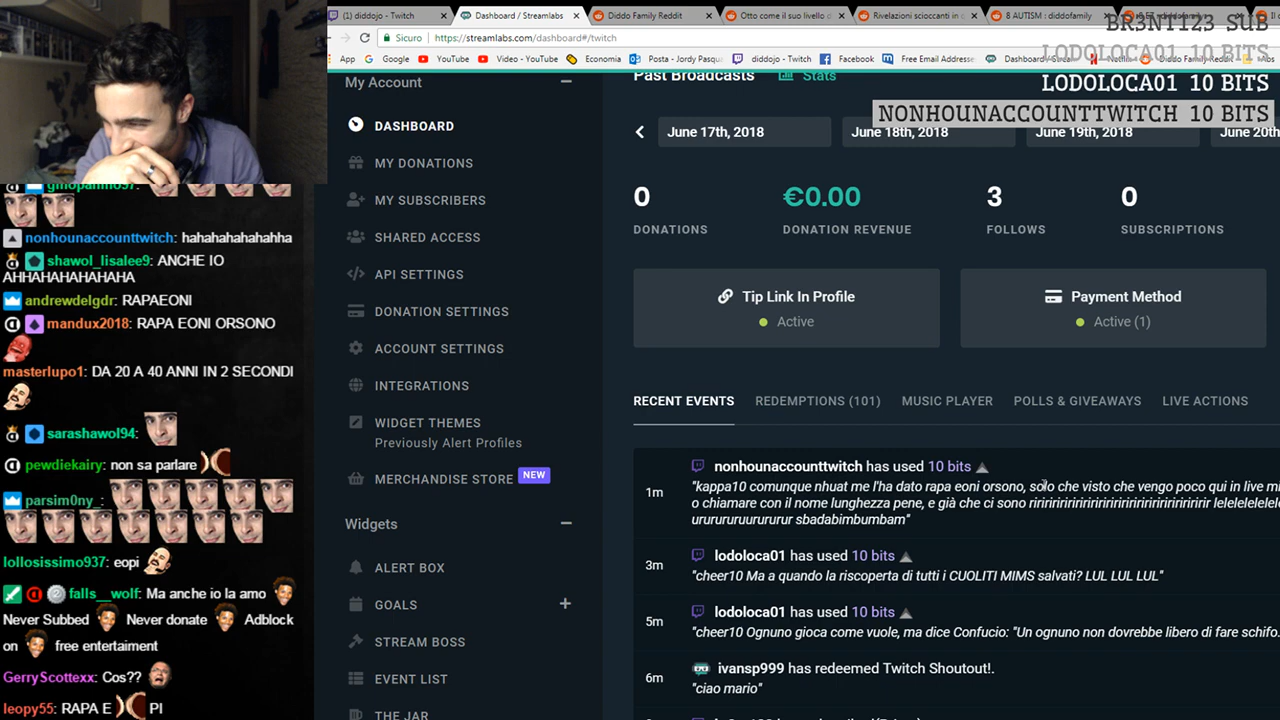 (1) diddojo - Twitch
Dashboard / Streamlabs
Diddo Family Reddit
Otto come il suo livello d
Rivelazioni scioccanti in
8 AUTISM : diddofamily
BR3NT123 SUB
Sicuro
https://streamlabs.com/dashboard#/twitch
LODOLOCA01 10 BITS
App
Google
YouTube
Video - YouTube
Economia
Posta - Jordy Pasqua
diddojo - Twitch
Facebook
Free Email Addresse
LODOLOCA01 10 BITS
NONHOUNACCOUNTTWITCH 10 BITS
My Account
DASHBOARD
MY DONATIONS
MY SUBSCRIBERS
SHARED ACCESS
API SETTINGS
DONATION SETTINGS
ACCOUNT SETTINGS
INTEGRATIONS
WIDGET THEMES
Previously Alert Profiles
MERCHANDISE STORE NEW
Widgets
ALERT BOX
GOALS
STREAM BOSS
EVENT LIST
THE JAR
Past Broadcasts
Stats
June 17th, 2018
June 18th, 2018
June 19th, 2018
June 20th
0
€0.00
3
0
DONATIONS
DONATION REVENUE
FOLLOWS
SUBSCRIPTIONS
Tip Link In Profile
Active
Payment Method
Active (1)
RECENT EVENTS
REDEMPTIONS (101)
MUSIC PLAYER
POLLS & GIVEAWAYS
LIVE ACTIONS
1m
nonhounaccounttwitch has used 10 bits
"kappa10 comunque nhuat me l'ha dato rapa eoni orsono, solo che visto che vengo poco qui in live mi
o chiamare con il nome lunghezza pene, e già che ci sono
urururuururururur sbadabimbumbam"
3m
lodoloca01 has used 10 bits
"cheer10 Ma a quando la riscoperta di tutti i CUOLITI MIMS salvati? LUL LUL LUL"
5m
lodoloca01 has used 10 bits
"cheer10 Ognuno gioca come vuole, ma dice Confucio: "Un ognuno non dovrebbe libero di fare schifo.
6m
ivansp999 has redeemed Twitch Shoutout!.
"ciao mario"
nonhounaccounttwitch: hahahahahahahha
shawol_lisalee9: ANCHE IO
AHHAHAHAHAHAHA
andrewdelgdr: RAPAEONI
mandux2018: RAPA EONI ORSONO
masterlupo1: DA 20 A 40 ANNI IN 2 SECONDI
sarashawol94:
pewdiekairy: non sa parlare
parsim0ny_:
lollosissimo937: eopi
falls__wolf: Ma anche io la amo
Never Subbed Never donate Adblock
on free entertaiment
GerryScottexx: Cos??
leopy55: RAPA E PI